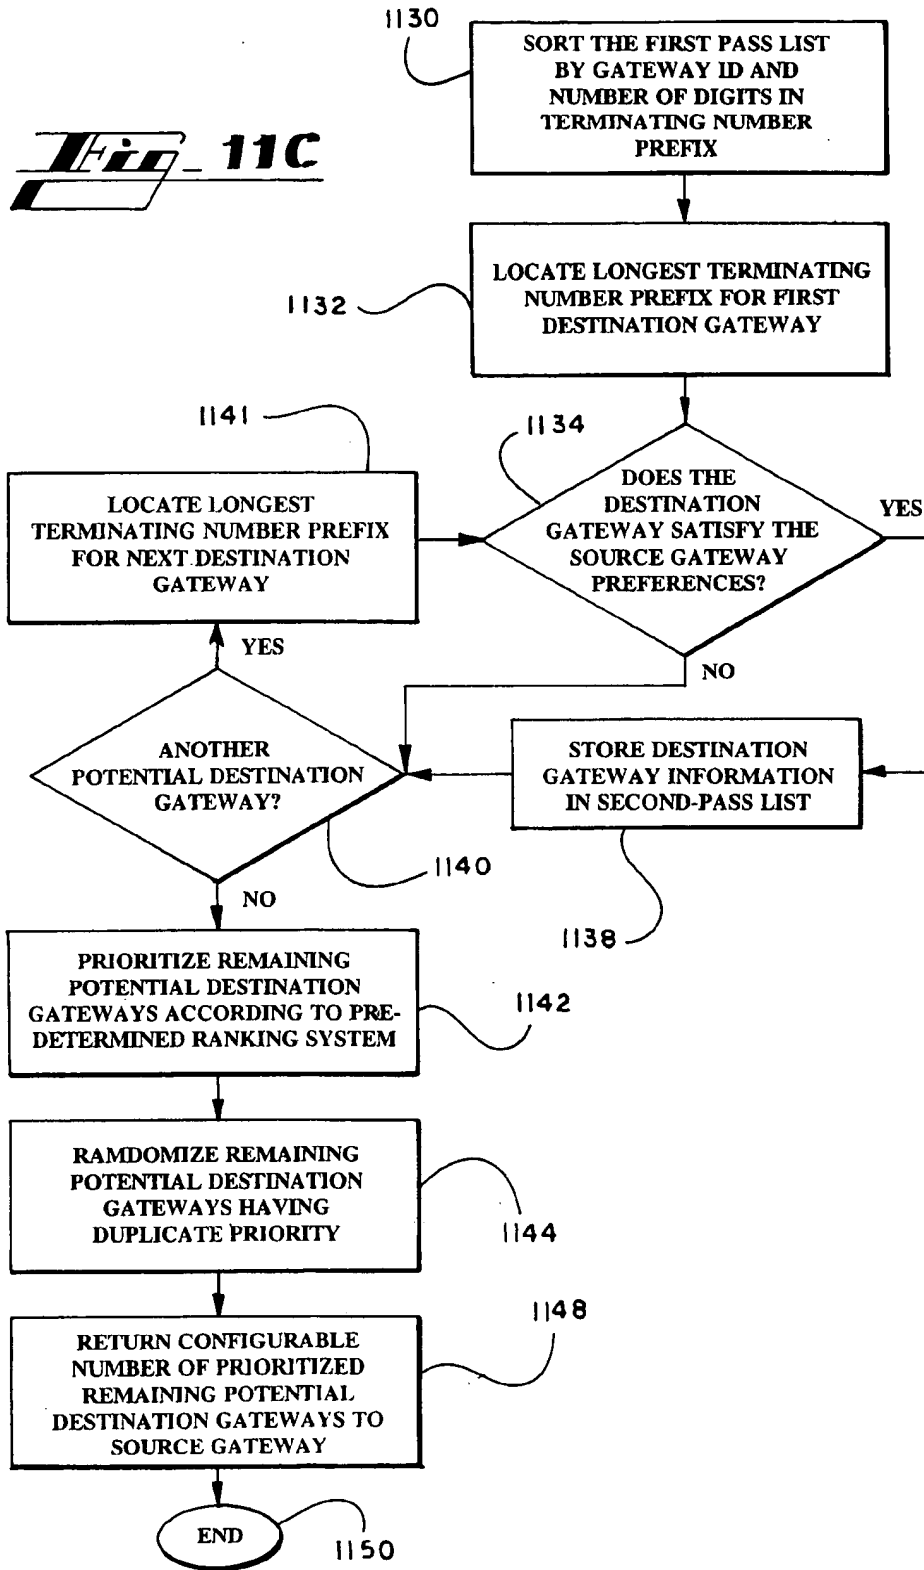 1130
SORT THE FIRST PASS LIST
BY GATEWAY ID AND
NUMBER OF DIGITS IN
TERMINATING NUMBER
PREFIX
Fig_ 11C
1132
LOCATE LONGEST TERMINATING
NUMBER PREFIX FOR FIRST
DESTINATION GATEWAY
1141
1134
LOCATE LONGEST
TERMINATING NUMBER PREFIX
FOR NEXT DESTINATION
GATEWAY
DOES THE
DESTINATION
GATEWAY SATISFY THE
SOURCE GATEWAY
PREFERENCES?
YES
YES
NO
ANOTHER
POTENTIAL DESTINATION
GATEWAY?
STORE DESTINATION
GATEWAY INFORMATION
IN SECOND-PASS LIST
1140
NO
1138
PRIORITIZE REMAINING
POTENTIAL DESTINATION
GATEWAYS ACCORDING TO PRE-
DETERMINED RANKING SYSTEM
1142
RAMDOMIZE REMAINING
POTENTIAL DESTINATION
GATEWAYS HAVING
DUPLICATE PRIORITY
1144
1148
RETURN CONFIGURABLE
NUMBER OF PRIORITIZED
REMAINING POTENTIAL
DESTINATION GATEWAYS TO
SOURCE GATEWAY
END
1150